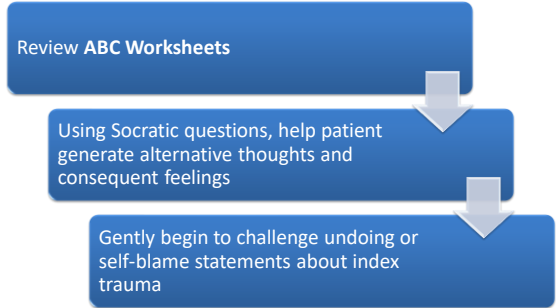 Review ABC Worksheets
Using Socratic questions, help patient
generate alternative thoughts and
consequent feelings
Gently begin to challenge undoing or
self-blame statements about index
trauma